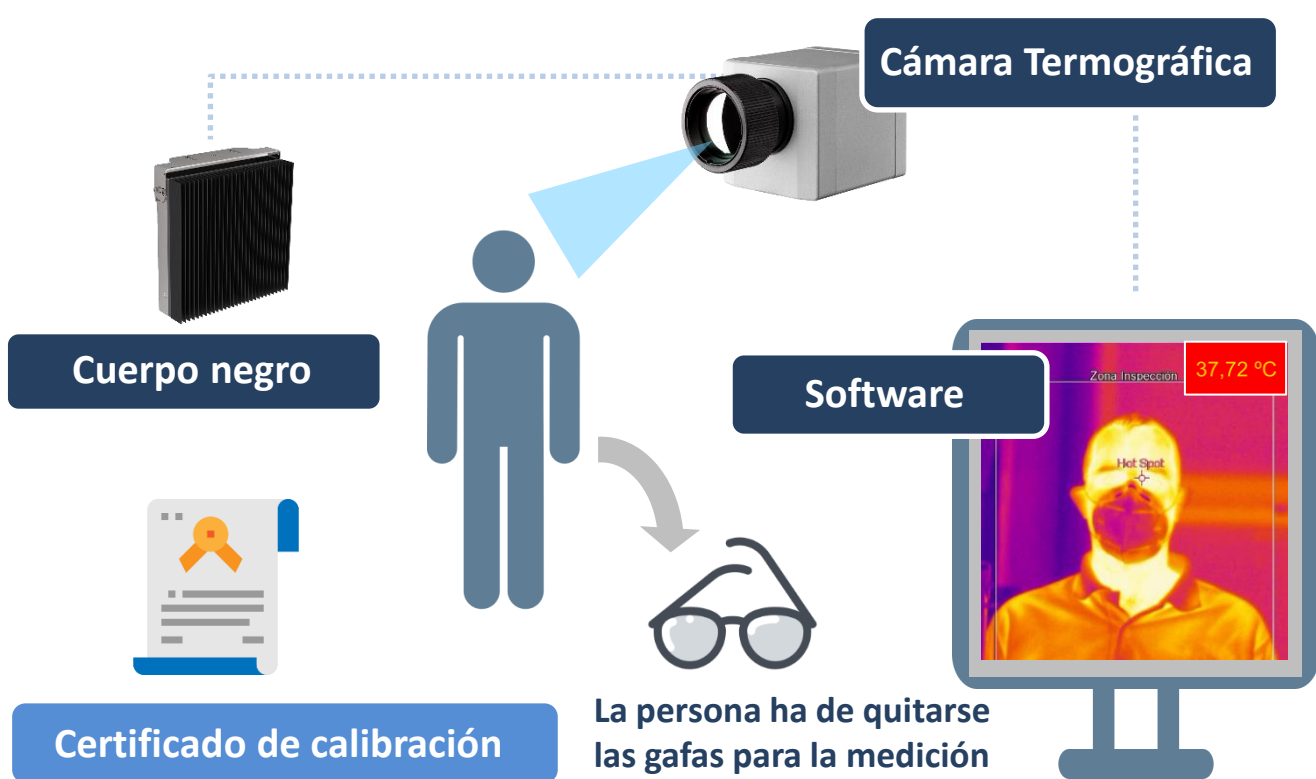 Cámara Termográfica
Cuerpo negro
Software
Zona Inspección
37,72 ºC
Hot Spot
Certificado de calibración
La persona ha de quitarse
las gafas para la medición